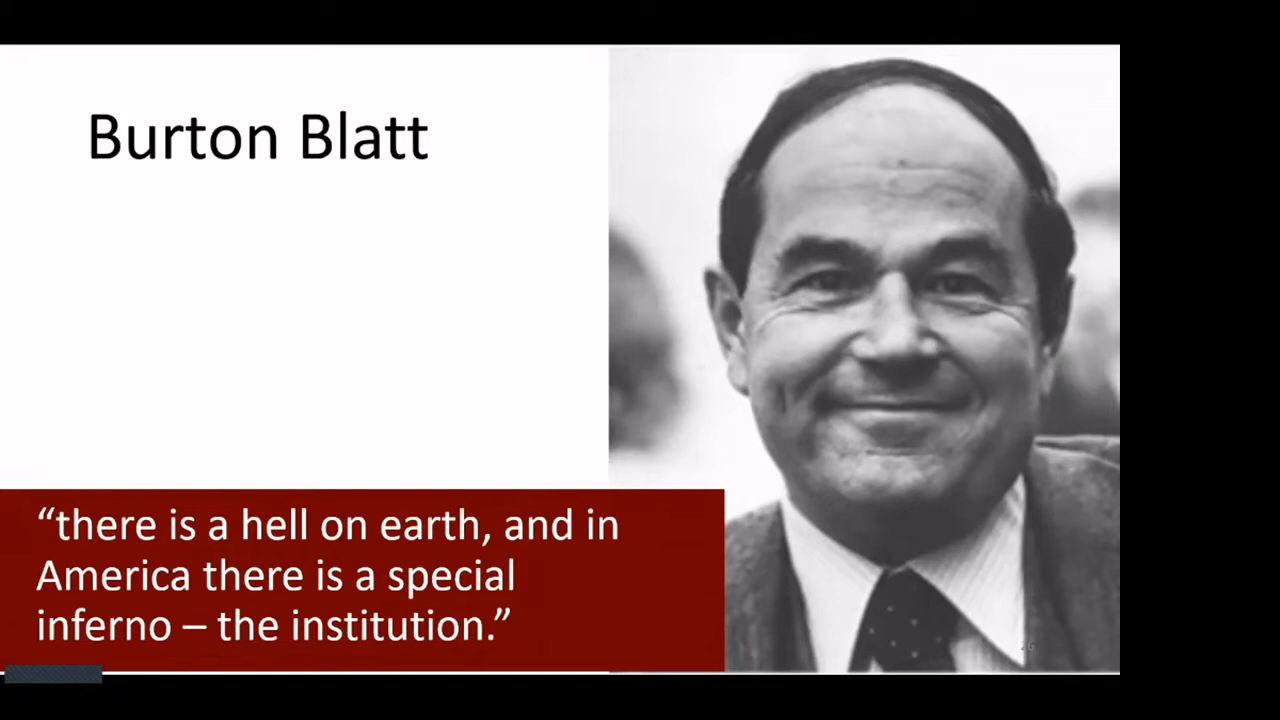 Burton Blatt
“there is a hell on earth, and in
America there is a special
inferno – the institution.”